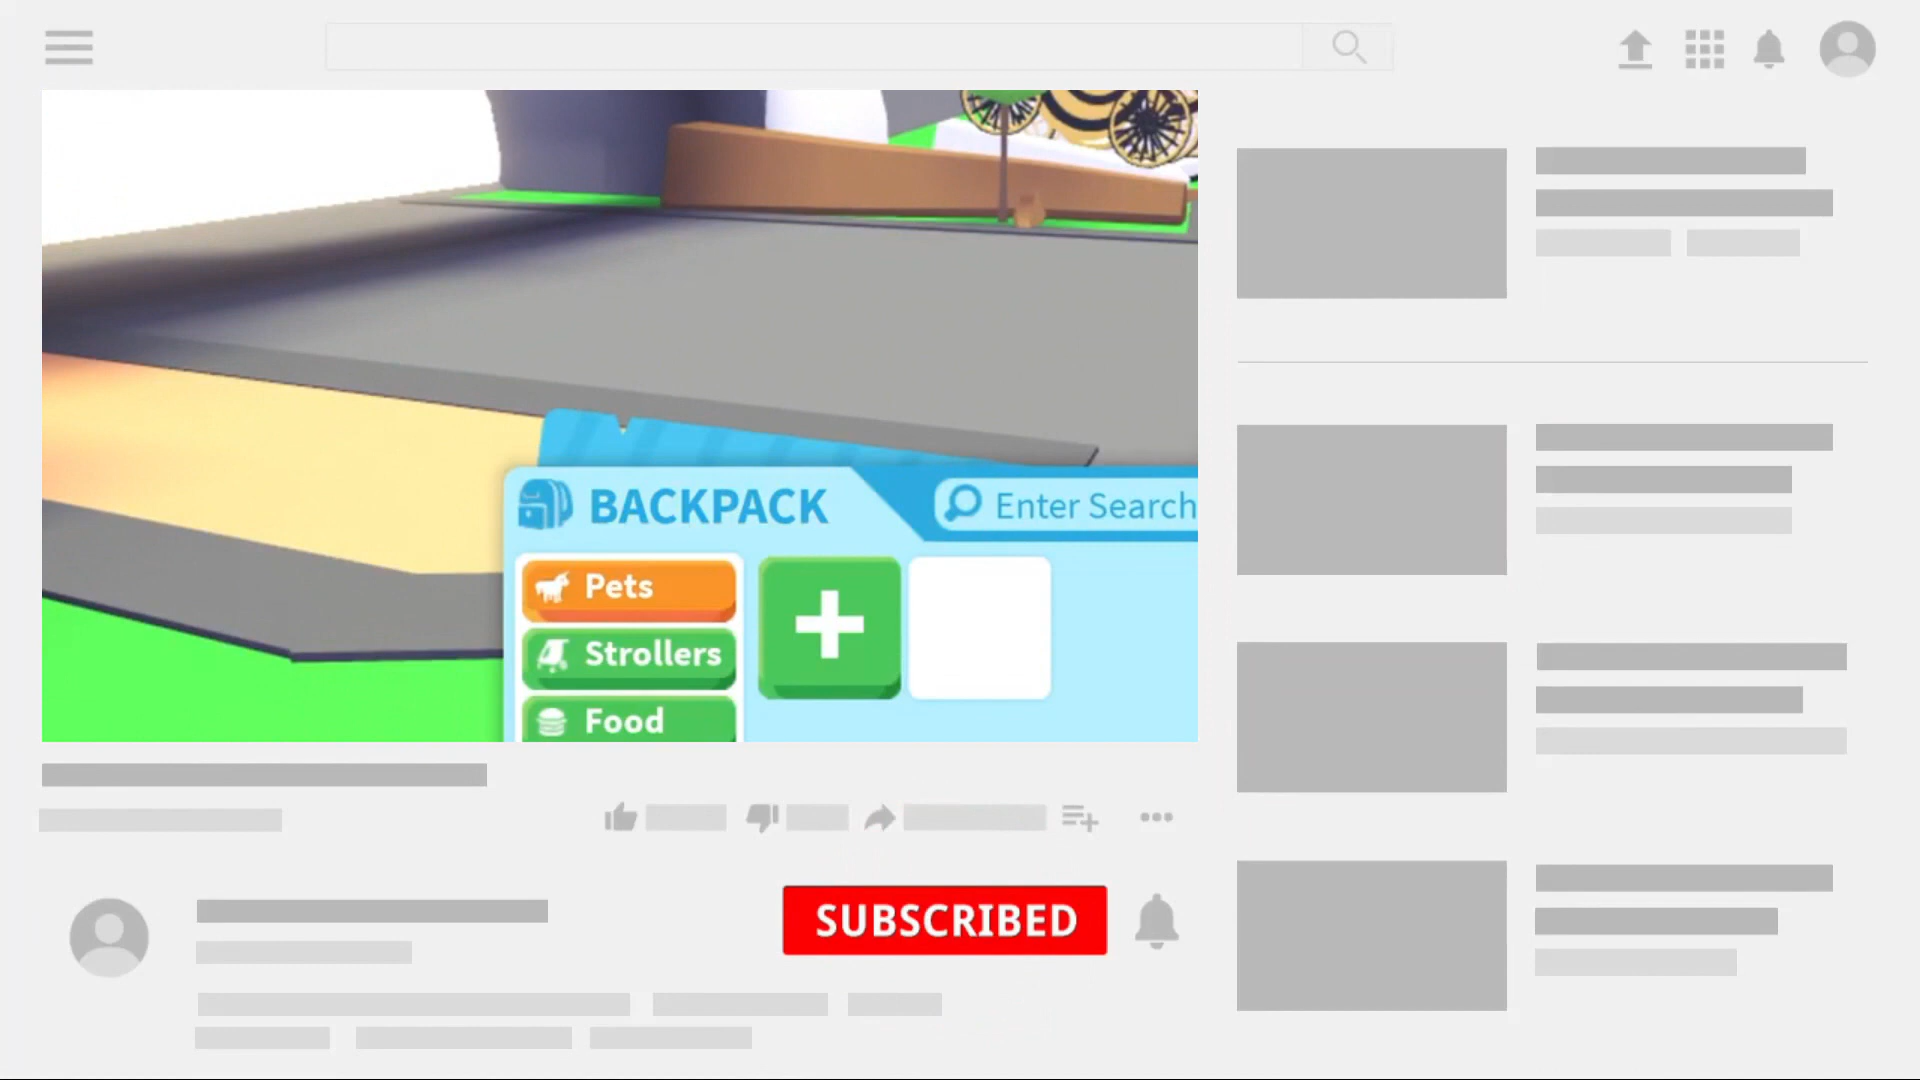 BACKPACK
Enter Search
Pets
Strollers
Food
SUBSCRIBED